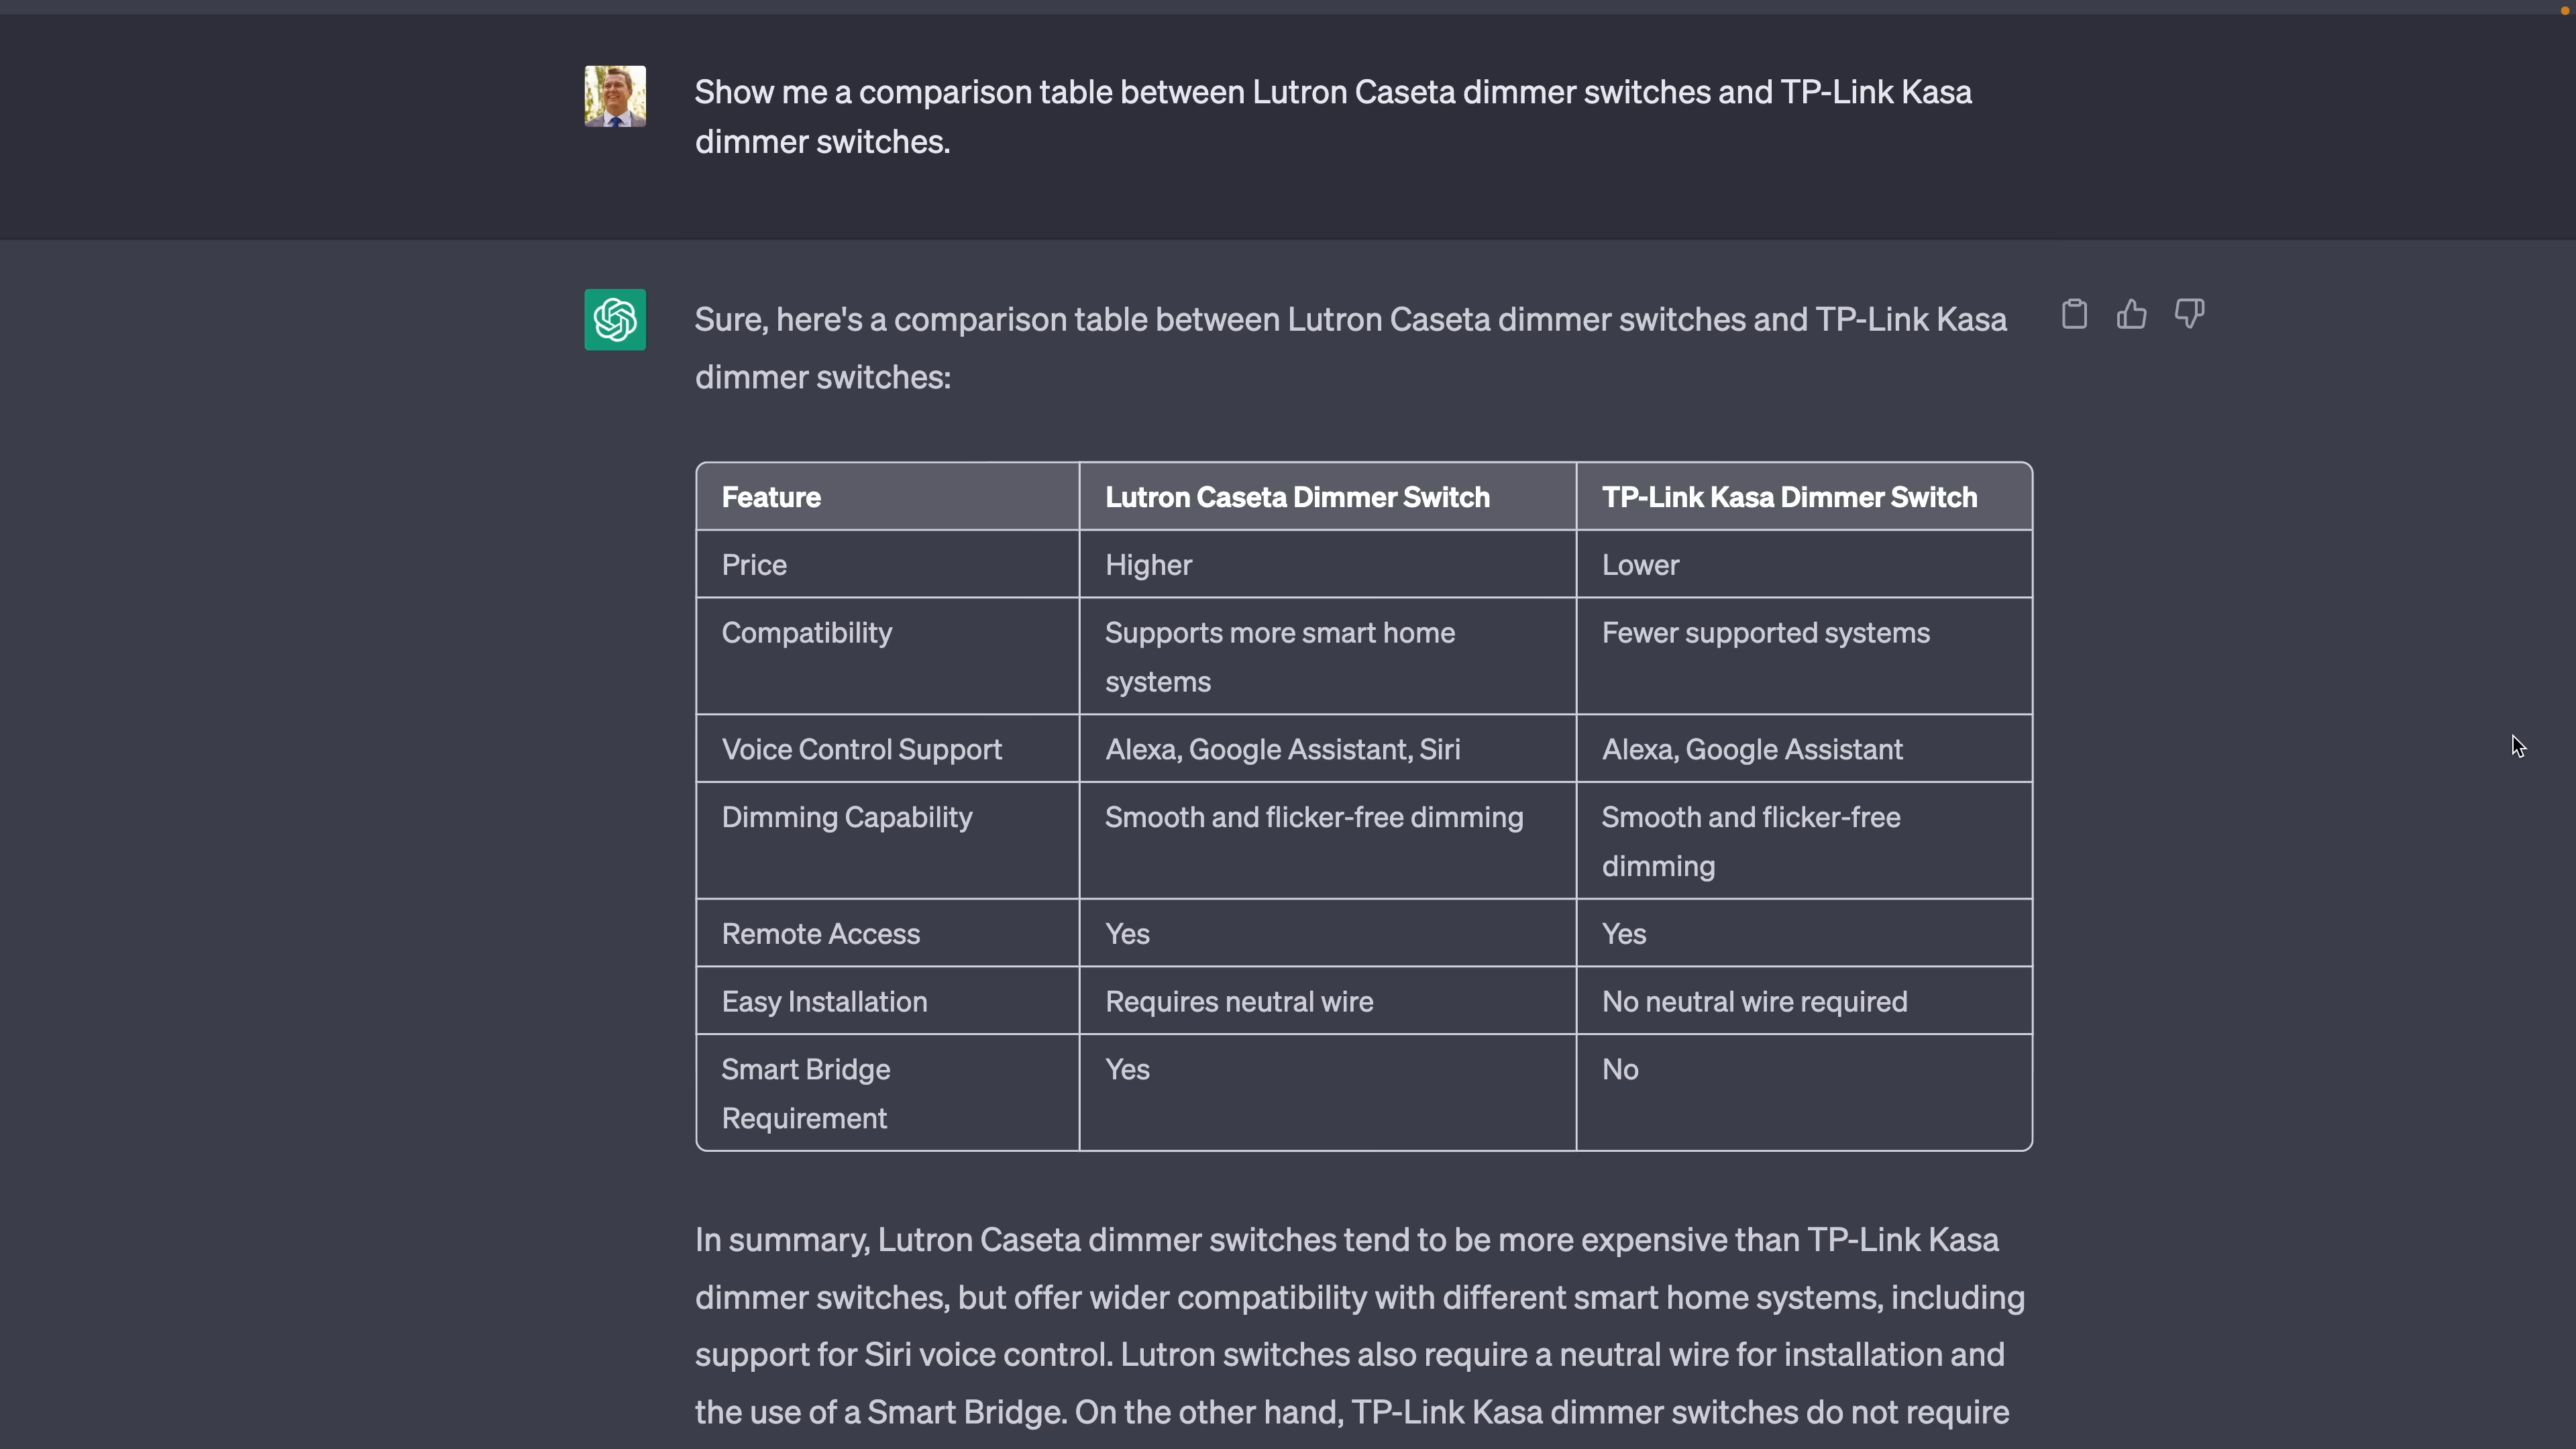 Show me a comparison table between Lutron Caseta dimmer switches and TP-Link Kasa
dimmer switches.
Sure, here's a comparison table between Lutron Caseta dimmer switches and TP-Link Kasa
dimmer switches:
Feature Lutron Caseta Dimmer Switch TP-Link Kasa Dimmer Switch
Price Higher Lower
Compatibility Supports more smart home Fewer supported systems
systems
Voice Control Support Alexa, Google Assistant, Siri Alexa, Google Assistant
Dimming Capability Smooth and flicker-free dimming Smooth and flicker-free
dimming
Remote Access Yes Yes
Easy Installation Requires neutral wire No neutral wire required
Smart Bridge Yes No
Requirement
In summary, Lutron Caseta dimmer switches tend to be more expensive than TP-Link Kasa
dimmer switches, but offer wider compatibility with different smart home systems, including
support for Siri voice control. Lutron switches also require a neutral wire for installation and
the use of a Smart Bridge. On the other hand, TP-Link Kasa dimmer switches do not require